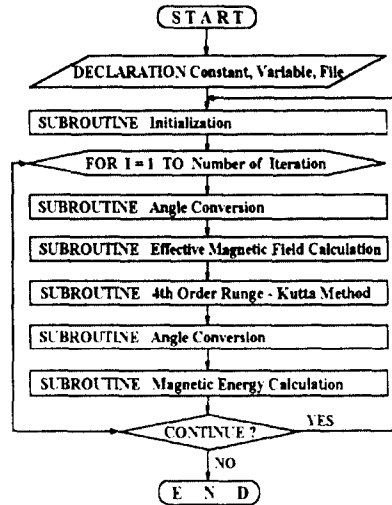 START
DECLARATION Constant, Variable, File
SUBROUTINE Initialization
FOR I = 1 TO Number of Iteration
SUBROUTINE Angle Conversion
SUBROUTINE Effective Magnetic Field Calculation
SUBROUTINE 4th Order Runge - Kutta Method
SUBROUTINE Angle Conversion
SUBROUTINE Magnetic Energy Calculation
CONTINUE ?
YES
NO
E N D